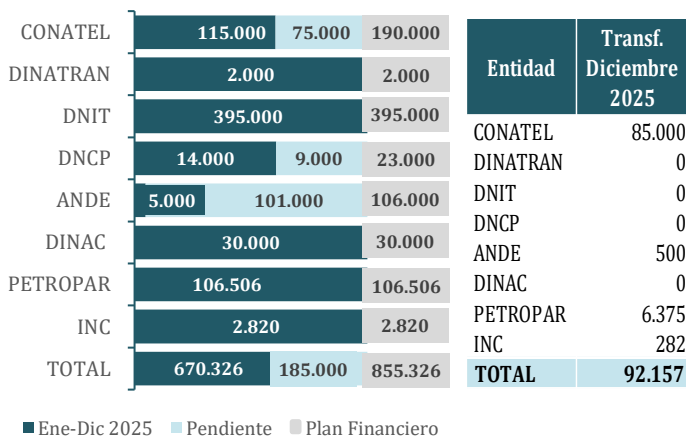 CONATEL 115.000 75.000 190.000
DINATRAN 2.000 2.000
DNIT 395.000 395.000
DNCP 14.000 9.000 23.000
ANDE 5.000 101.000 106.000
DINAC 30.000 30.000
PETROPAR 106.506 106.506
INC 2.820 2.820
TOTAL 670.326 185.000 855.326
Ene-Dic 2025 Pendiente Plan Financiero
Entidad
Transf.
Diciembre
2025
CONATEL 85.000
DINATRAN 0
DNIT 0
DNCP 0
ANDE 500
DINAC 0
PETROPAR 6.375
INC 282
TOTAL 92.157